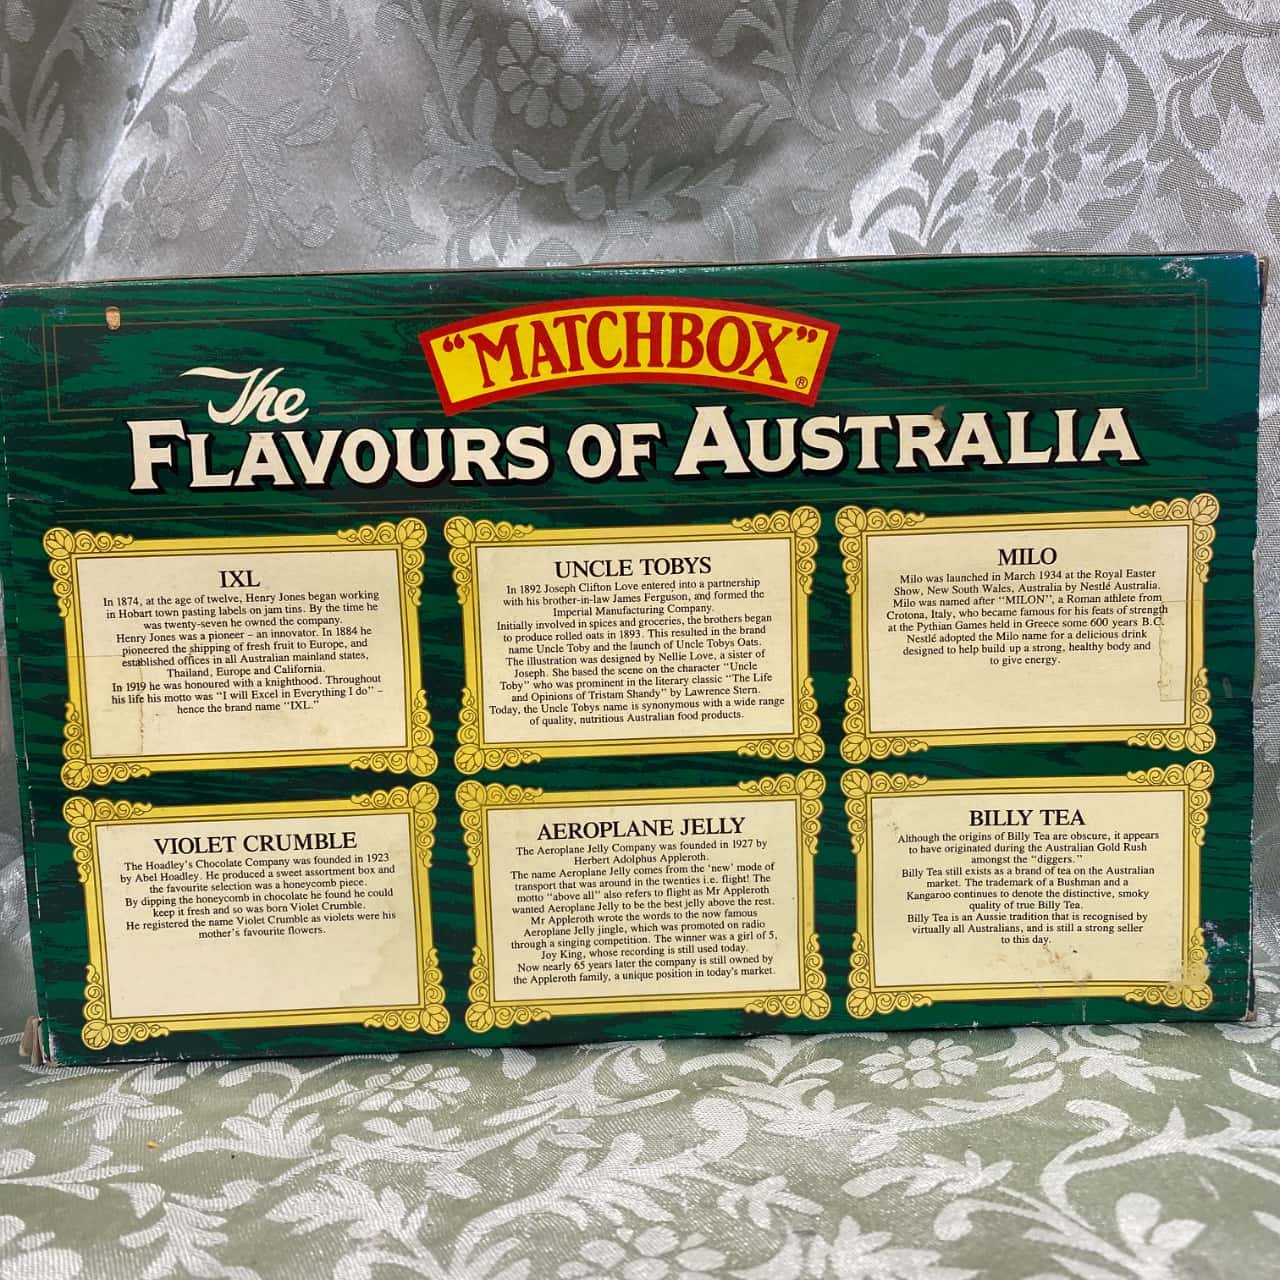 "MATCHBOX"®
The
FLAVOURS OF AUSTRALIA
IXL
In 1874, at the age of twelve, Henry Jones began working
in Hobart town pasting labels on jam tins. By the time he
was twenty-seven he owned the company.
Henry Jones was a pioneer – an innovator. In 1884 he
pioneered the shipping of fresh fruit to Europe, and
established offices in all Australian mainland states,
Thailand, Europe and California.
In 1919 he was honoured with a knighthood. Throughout
his life his motto was "I will Excel in Everything I do" –
hence the brand name "IXL."
UNCLE TOBYS
In 1892 Joseph Clifton Love entered into a partnership
with his brother-in-law James Ferguson, and formed the
Imperial Manufacturing Company.
Initially involved in spices and groceries, the brothers began
to produce rolled oats in 1893. This resulted in the brand
name Uncle Toby and the launch of Uncle Tobys Oats.
The illustration was designed by Nellie Love, a sister of
Joseph. She based the scene on the character "Uncle
Toby" who was prominent in the literary classic "The Life
and Opinions of Tristam Shandy" by Lawrence Stern.
Today, the Uncle Tobys name is synonymous with a wide range
of quality, nutritious Australian food products.
MILO
Milo was launched in March 1934 at the Royal Easter
Show, New South Wales, Australia by Nestlé Australia.
Milo was named after "MILON", a Roman athlete from
Crotona, Italy, who became famous for his feats of strength
at the Pythian Games held in Greece some 600 years B.C.
Nestlé adopted the Milo name for a delicious drink
designed to help build up a strong, healthy body and
to give energy.
VIOLET CRUMBLE
The Hoadley's Chocolate Company was founded in 1923
by Abel Hoadley. He produced a sweet assortment box and
the favourite selection was a honeycomb piece.
By dipping the honeycomb in chocolate he found he could
keep it fresh and so was born Violet Crumble.
He registered the name Violet Crumble as violets were his
mother's favourite flowers.
AEROPLANE JELLY
The Aeroplane Jelly Company was founded in 1927 by
Herbert Adolphus Appleroth.
The name Aeroplane Jelly comes from the 'new' mode of
transport that was around in the twenties i.e. flight! The
motto "above all" also refers to flight as Mr Appleroth
wanted Aeroplane Jelly to be the best jelly above the rest.
Mr Appleroth wrote the words to the now famous
Aeroplane Jelly jingle, which was promoted on radio
through a singing competition. The winner was a girl of 5,
Joy King, whose recording is still used today.
Now nearly 65 years later the company is still owned by
the Appleroth family, a unique position in today's market.
BILLY TEA
Although the origins of Billy Tea are obscure, it appears
to have originated during the Australian Gold Rush
amongst the "diggers."
Billy Tea still exists as a brand of tea on the Australian
market. The trademark of a Bushman and a
Kangaroo continues to denote the distinctive, smoky
quality of true Billy Tea.
Billy Tea is an Aussie tradition that is recognised by
virtually all Australians, and is still a strong seller
to this day.